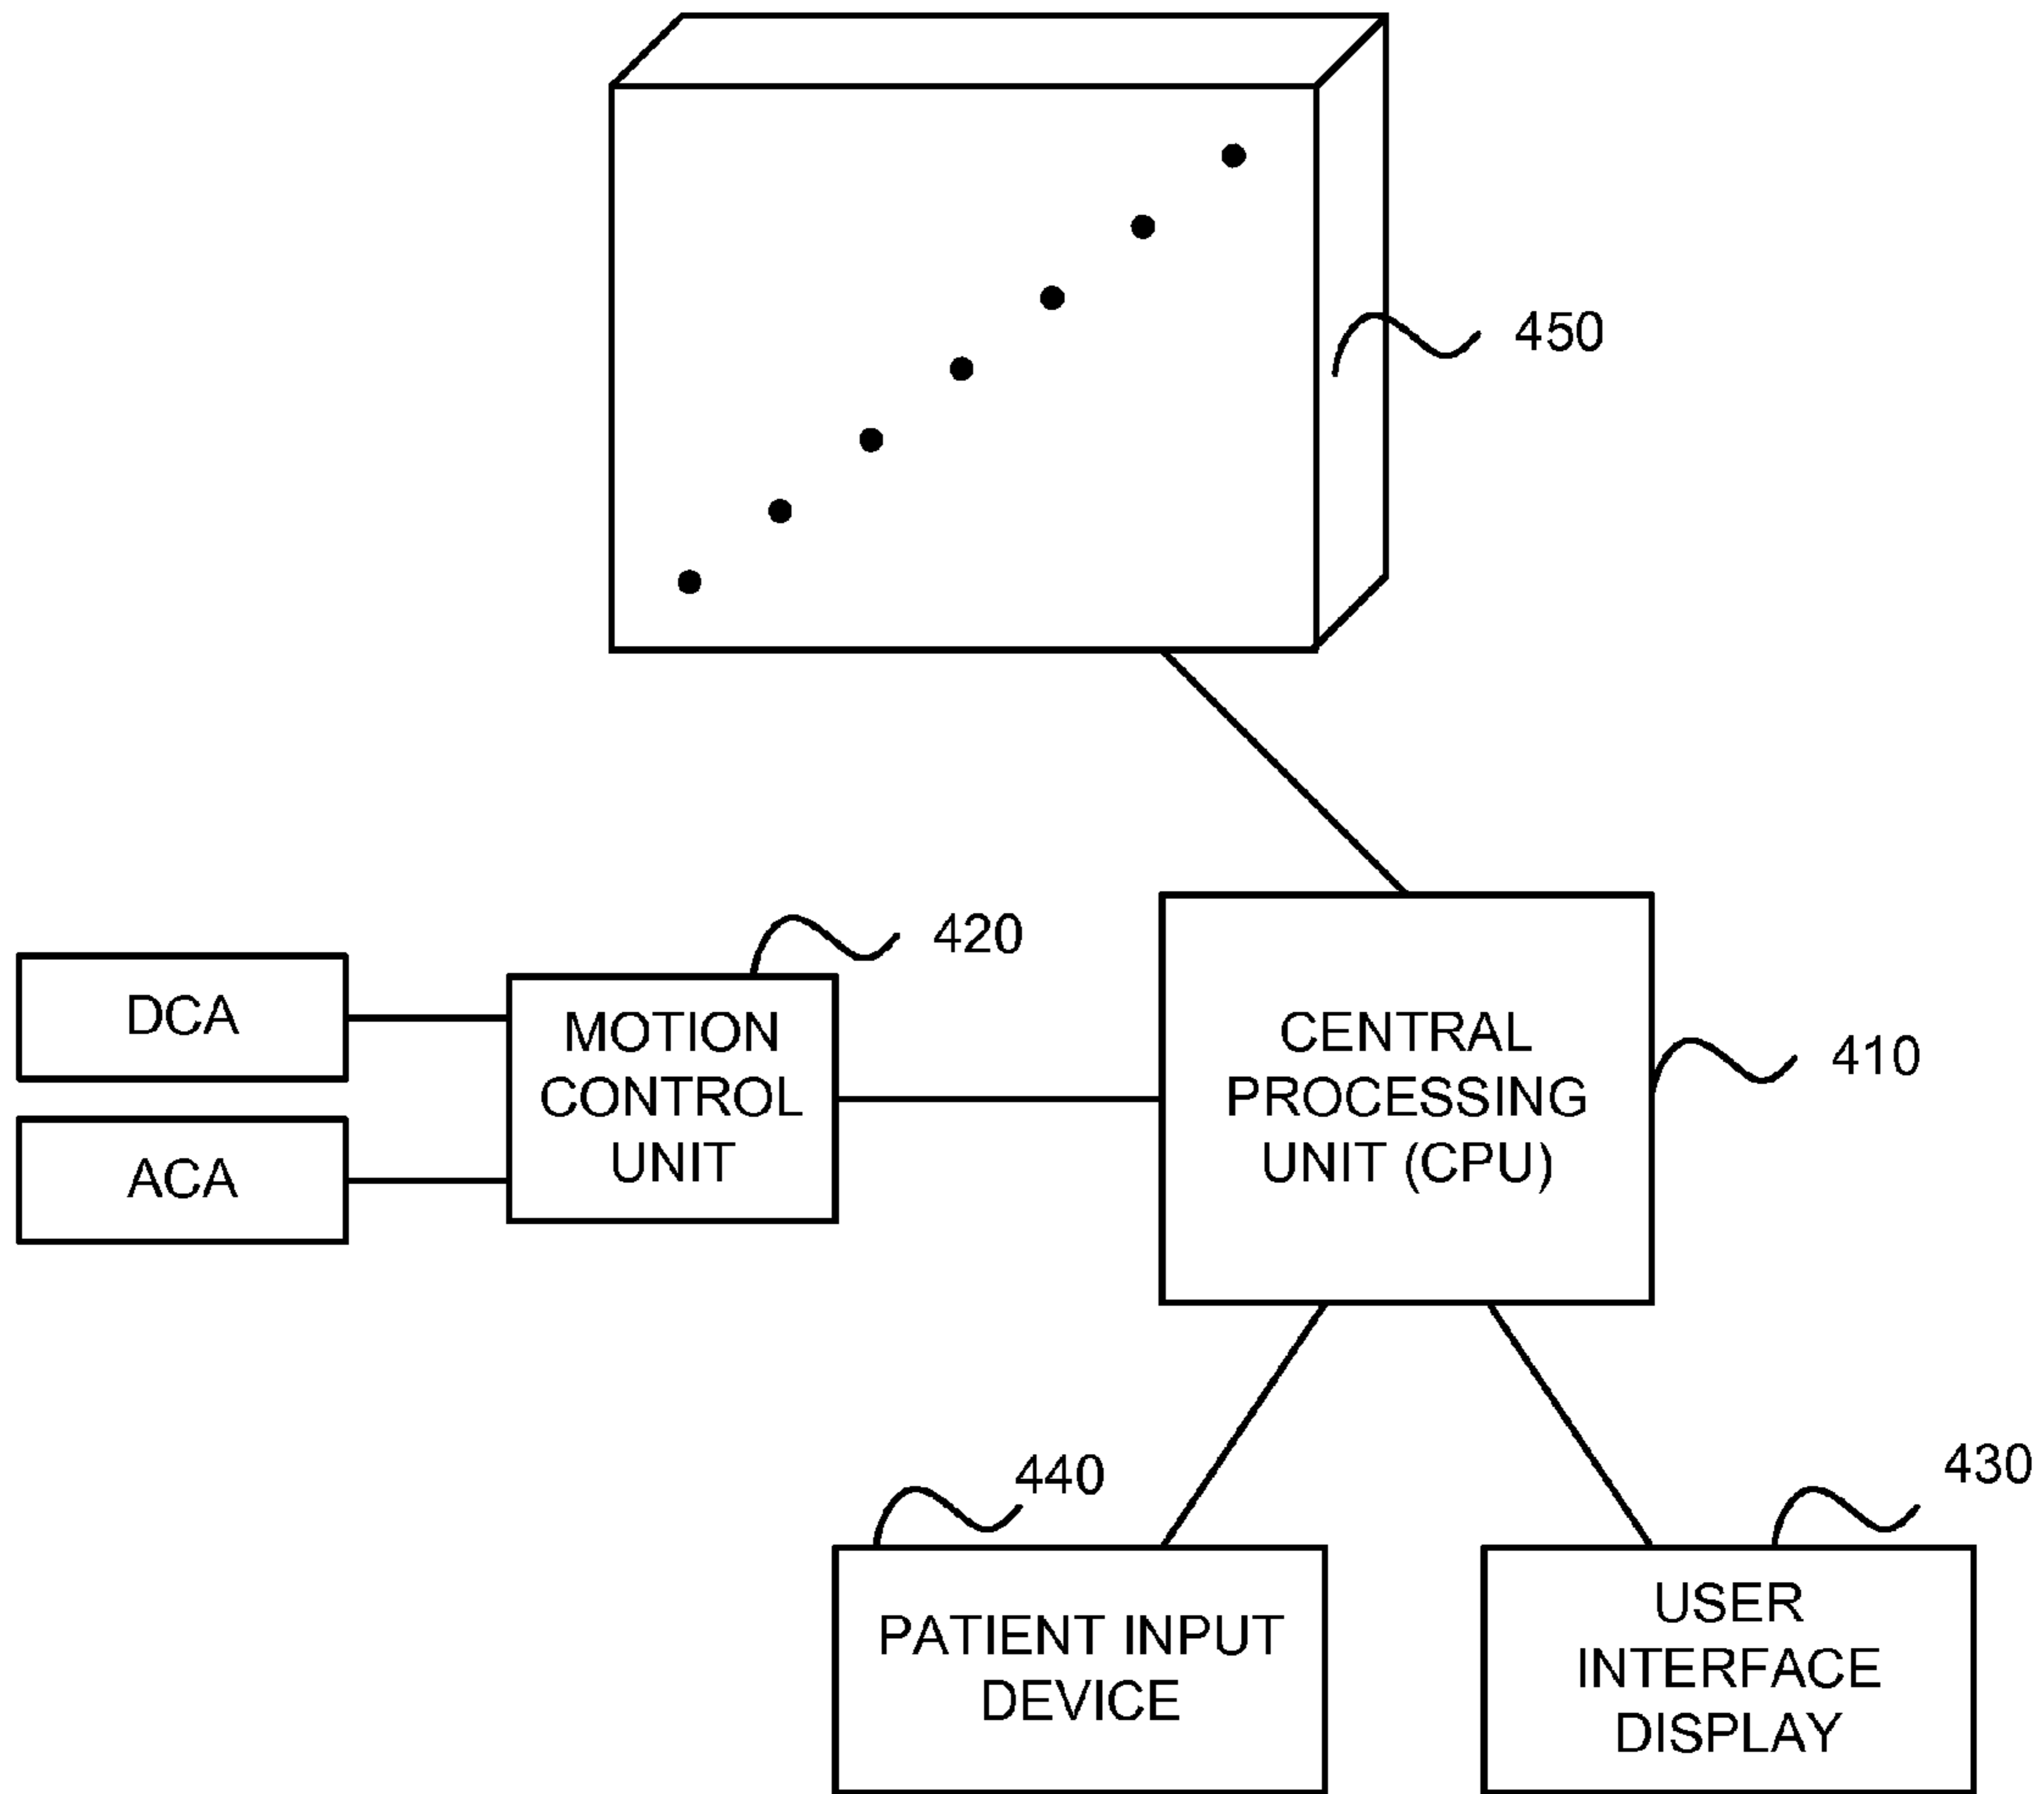 450
420
DCA
MOTION
CONTROL
UNIT
ACA
CENTRAL
PROCESSING
UNIT (CPU)
410
440
430
PATIENT INPUT
DEVICE
USER
INTERFACE
DISPLAY